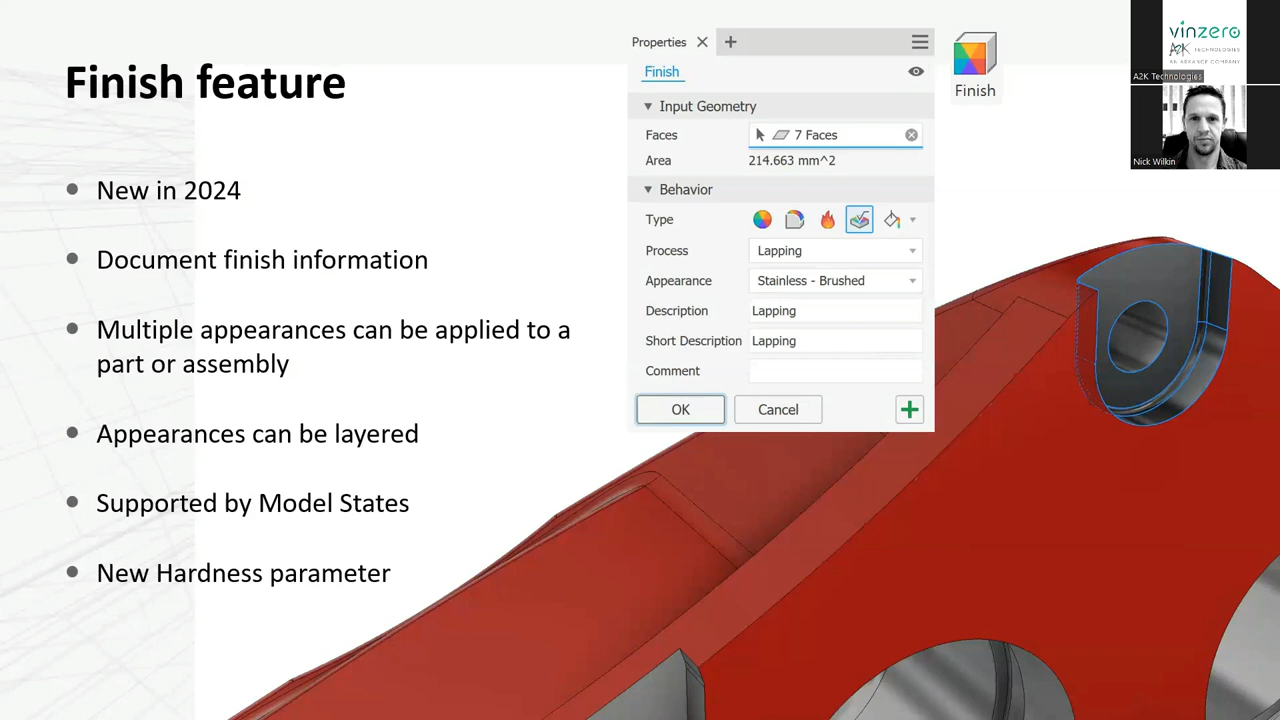 Finish feature
New in 2024
Document finish information
Multiple appearances can be applied to a
part or assembly
Appearances can be layered
Supported by Model States
New Hardness parameter
Properties
Finish
Input Geometry
Faces 7 Faces
Area 214.663 mm^2
Behavior
Type
Process Lapping
Appearance Stainless - Brushed
Description Lapping
Short Description Lapping
Comment
OK Cancel
Finish
vinzero
A2K TECHNOLOGIES
AN ARKANCE COMPANY
A2K Technologies
Nick Wilkin